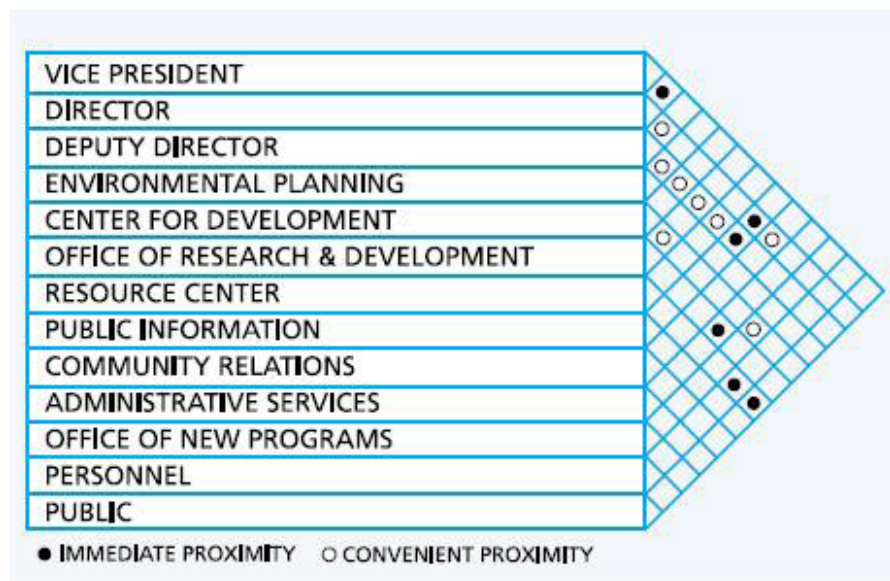 VICE PRESIDENT
DIRECTOR
DEPUTY DIRECTOR
ENVIRONMENTAL PLANNING
CENTER FOR DEVELOPMENT
OFFICE OF RESEARCH & DEVELOPMENT
RESOURCE CENTER
PUBLIC INFORMATION
COMMUNITY RELATIONS
ADMINISTRATIVE SERVICES
OFFICE OF NEW PROGRAMS
PERSONNEL
PUBLIC
● IMMEDIATE PROXIMITY ○ CONVENIENT PROXIMITY